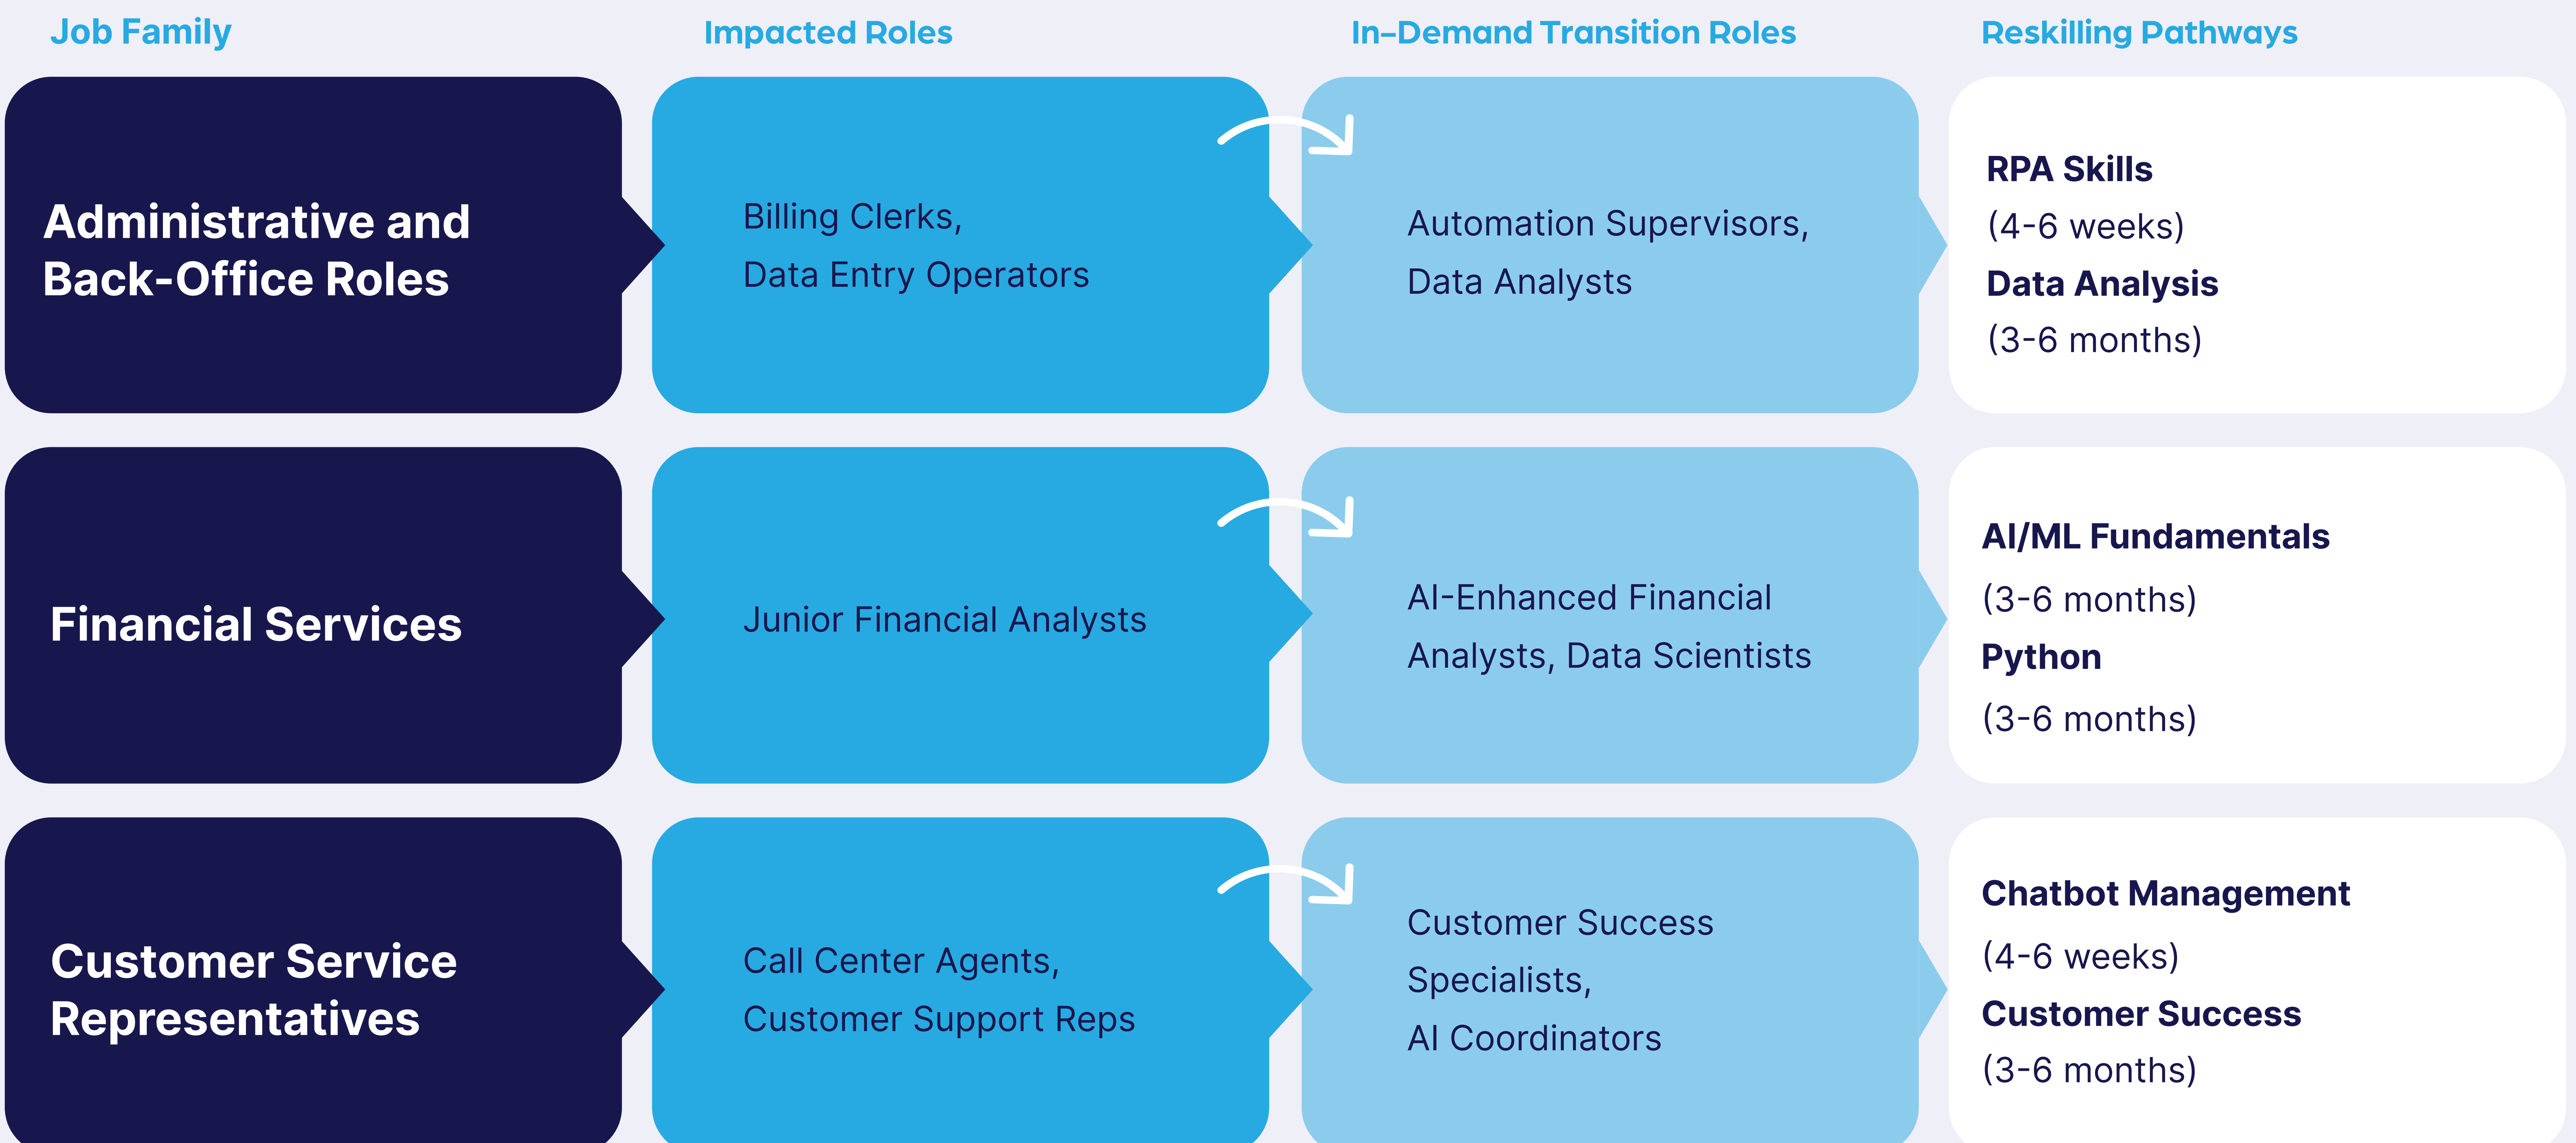 Job Family
Impacted Roles
In-Demand Transition Roles
Reskilling Pathways
Administrative and
Back-Office Roles
Billing Clerks,
Data Entry Operators
Automation Supervisors,
Data Analysts
RPA Skills
(4-6 weeks)
Data Analysis
(3-6 months)
Financial Services
Junior Financial Analysts
AI-Enhanced Financial
Analysts, Data Scientists
AI/ML Fundamentals
(3-6 months)
Python
(3-6 months)
Customer Service
Representatives
Call Center Agents,
Customer Support Reps
Customer Success
Specialists,
AI Coordinators
Chatbot Management
(4-6 weeks)
Customer Success
(3-6 months)